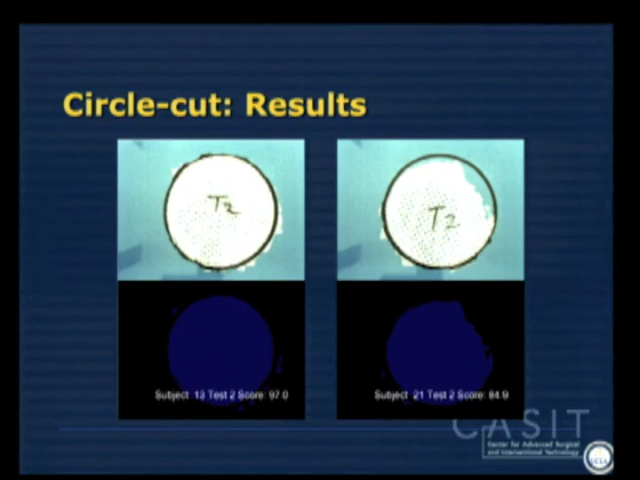 Circle-cut: Results
T2
T2
Subject 13 Test 2 Score: 97.0
Subject 21 Test 2 Score: 84.9
CASIT
Center for Advanced Surgical
and Interventional Technology
UCLA